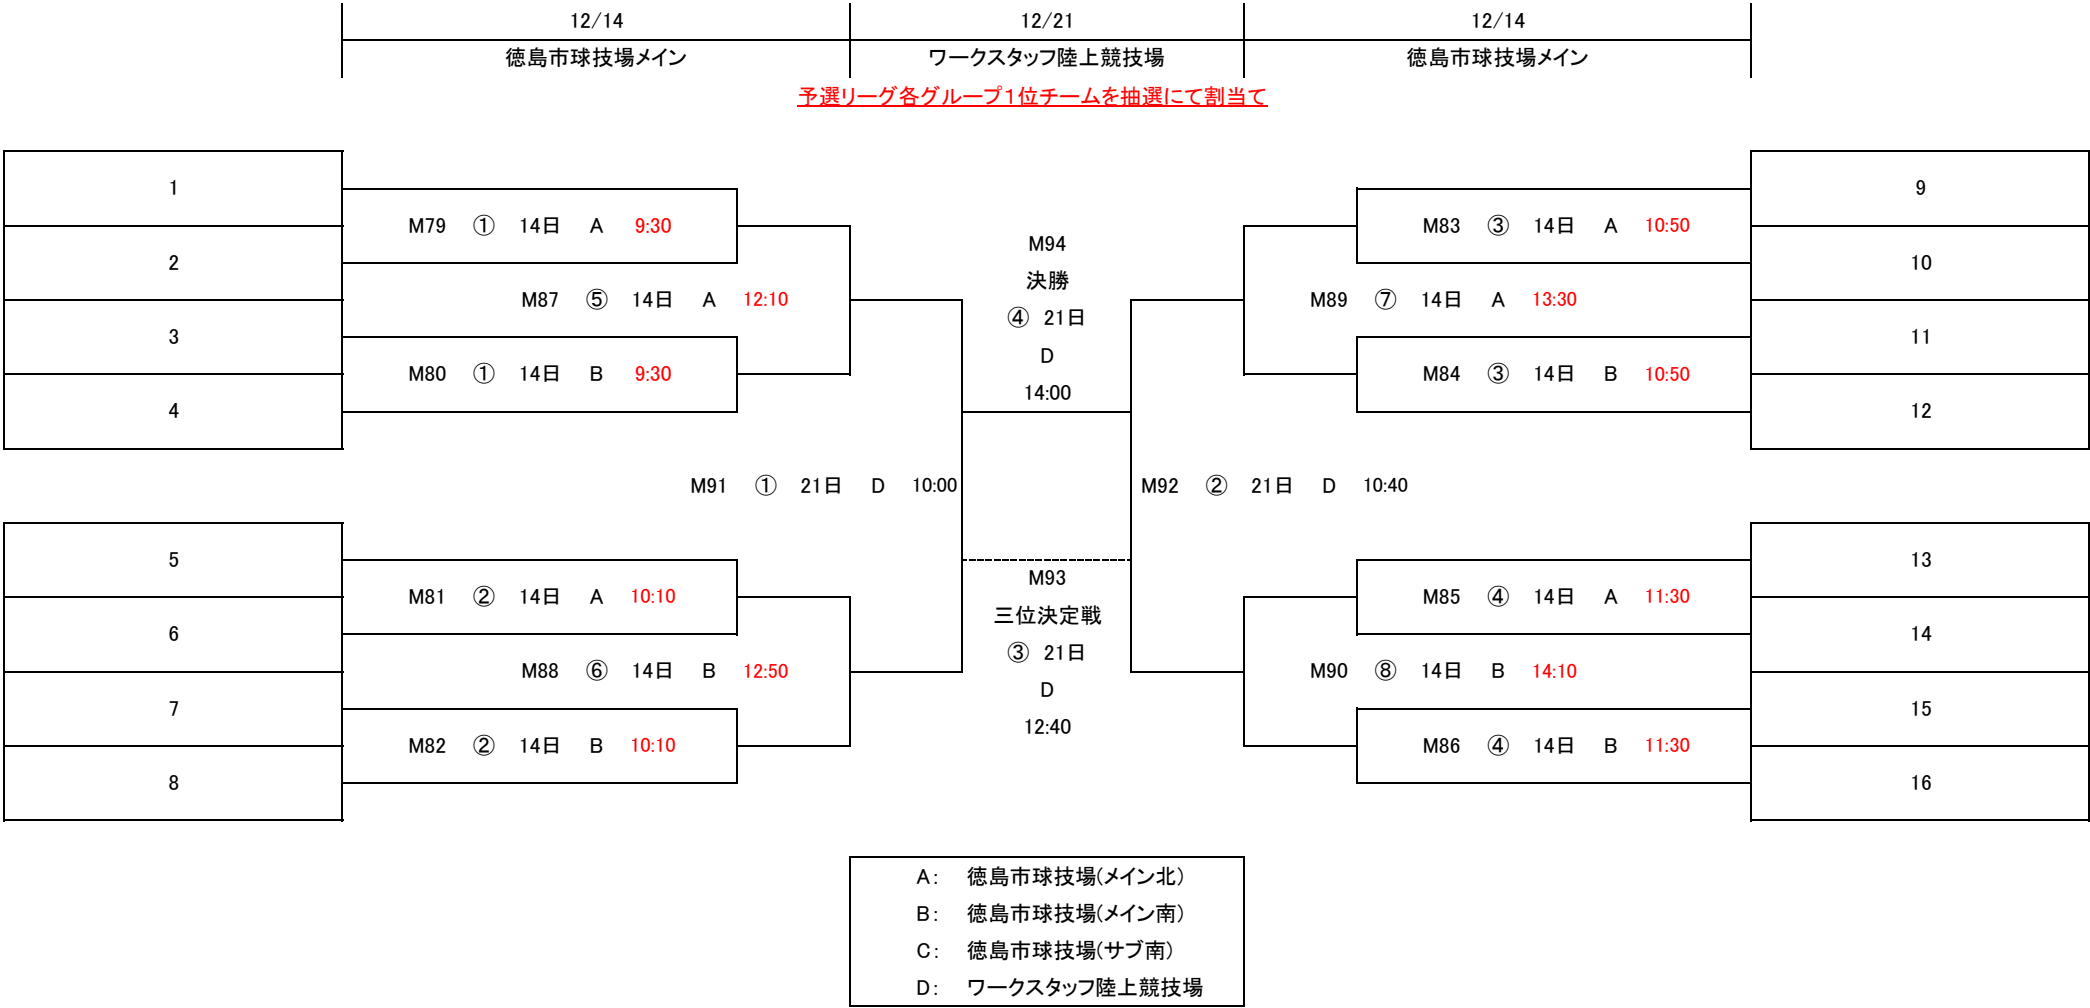 12/14 12/21 12/14
徳島市球技場メイン ワークスタッフ陸上競技場 徳島市球技場メイン
予選リーグ各グループ1位チームを抽選にて割当て
1 9
M79 ① 14日 A 9:30 M83 ③ 14日 A 10:50
M94
2 10
決勝
M87 ⑤ 14日 A 12:10 M89 ⑦ 14日 A 13:30
④ 21日
3 11
D
M80 ① 14日 B 9:30 M84 ③ 14日 B 10:50
14:00
4 12
M91 ① 21日 D 10:00 M92 ② 21日 D 10:40
5 13
M93
M81 ② 14日 A 10:10 M85 ④ 14日 A 11:30
三位決定戦
6 14
③ 21日
M88 ⑥ 14日 B 12:50 M90 ⑧ 14日 B 14:10
D
7 15
12:40
M82 ② 14日 B 10:10 M86 ④ 14日 B 11:30
8 16
A: 徳島市球技場(メイン北)
B: 徳島市球技場(メイン南)
C: 徳島市球技場(サブ南)
D: ワークスタッフ陸上競技場